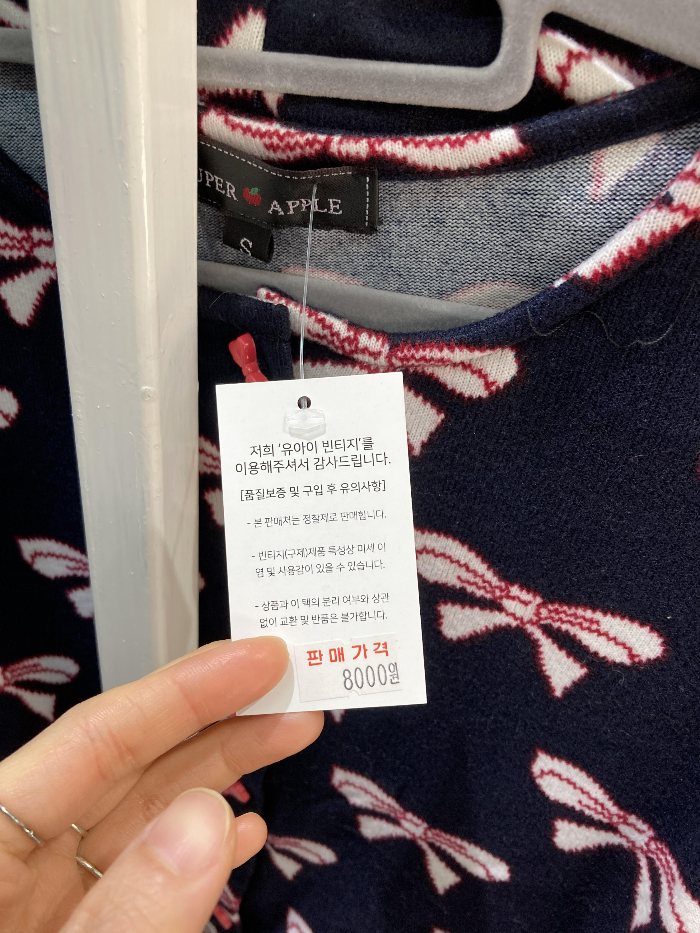 APPLE
S
저희 '유아이 빈티지'를
이용해주셔서 감사드립니다.
[품질보증 및 구입 후 유의사항]
- 본 판매처는 정찰제로 판매합니다.
- 빈티지(구제)제품 특성상 미세 이
염 및 사용감이 있을 수 있습니다.
- 상품과 이 택의 분리 여부와 상관
없이 교환 및 반품은 불가합니다.
판매가격
8000원